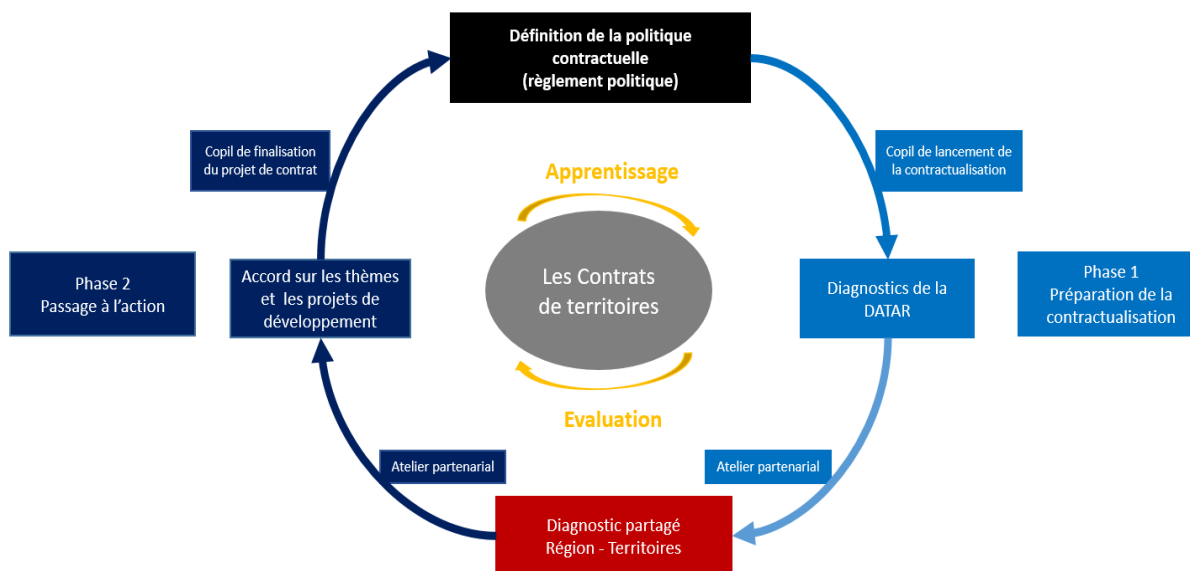 Définition de la politique
contractuelle
(règlement politique)
Copil de finalisation
du projet de contrat
Copil de lancement de
la contractualisation
Apprentissage
Phase 2
Passage à l'action
Accord sur les thèmes
et les projets de
développement
Les Contrats
de territoires
Diagnostics de la
DATAR
Phase 1
Préparation de la
contractualisation
Evaluation
Atelier partenarial
Atelier partenarial
Diagnostic partagé
Région - Territoires